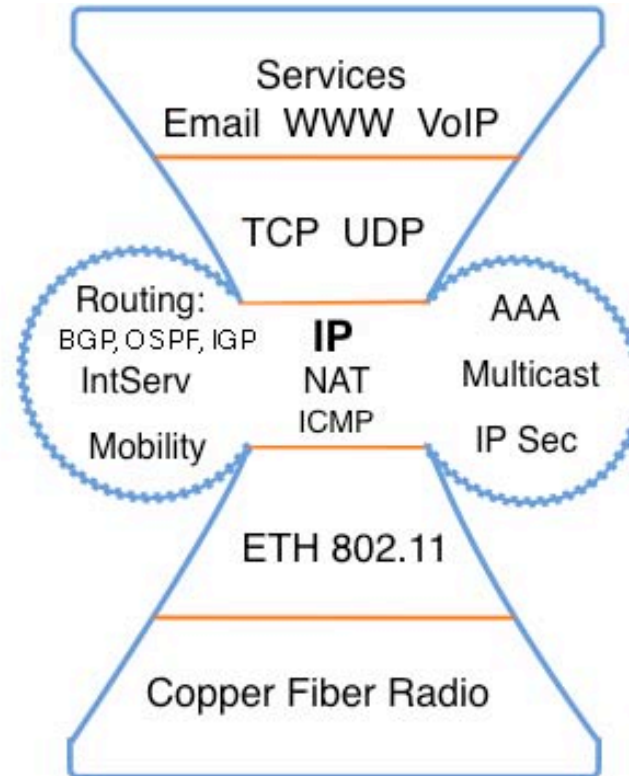 Services
Email WWW VoIP
TCP UDP
Routing:
BGP, OSPF, IGP
IntServ
Mobility
IP
NAT
ICMP
AAA
Multicast
IP Sec
ETH 802.11
Copper Fiber Radio